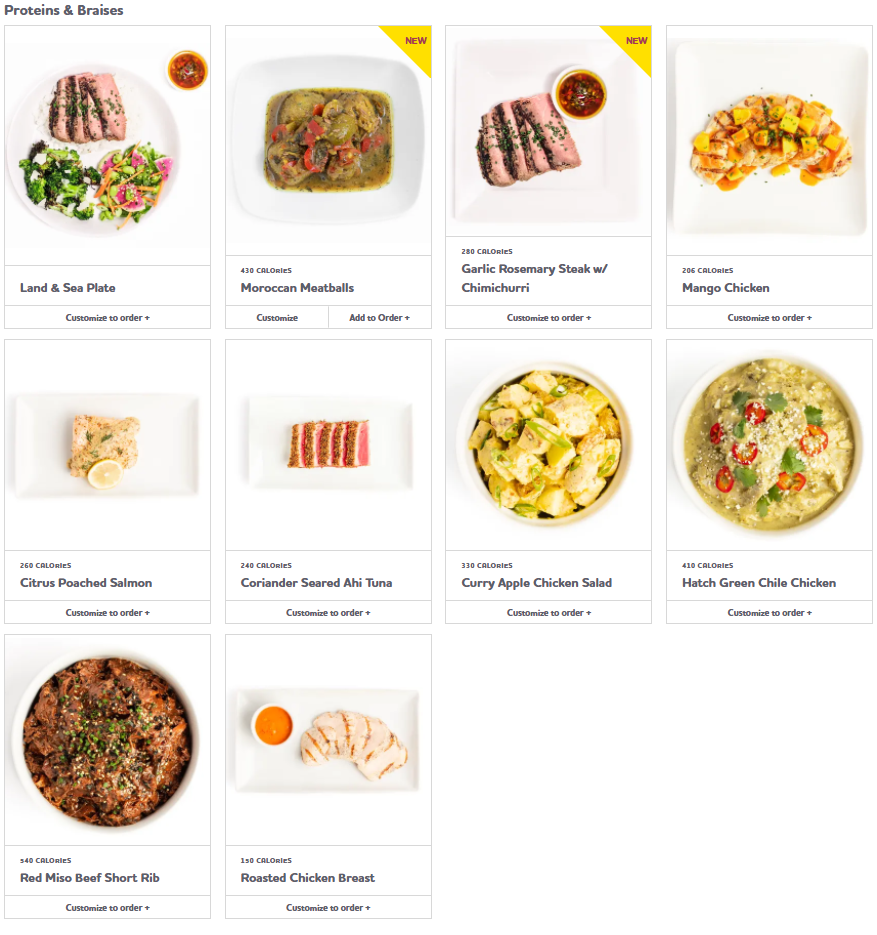 Proteins & Braises
NEW
NEW
Land & Sea Plate
Customize to order +
430 CALORIES
Moroccan Meatballs
Customize
Add to Order +
280 CALORIES
Garlic Rosemary Steak w/
Chimichurri
Customize to order +
206 CALORIES
Mango Chicken
Customize to order +
260 CALORIES
Citrus Poached Salmon
Customize to order +
240 CALORIES
Coriander Seared Ahi Tuna
Customize to order +
330 CALORIES
Curry Apple Chicken Salad
Customize to order +
410 CALORIES
Hatch Green Chile Chicken
Customize to order +
540 CALORIES
Red Miso Beef Short Rib
Customize to order +
150 CALORIES
Roasted Chicken Breast
Customize to order +